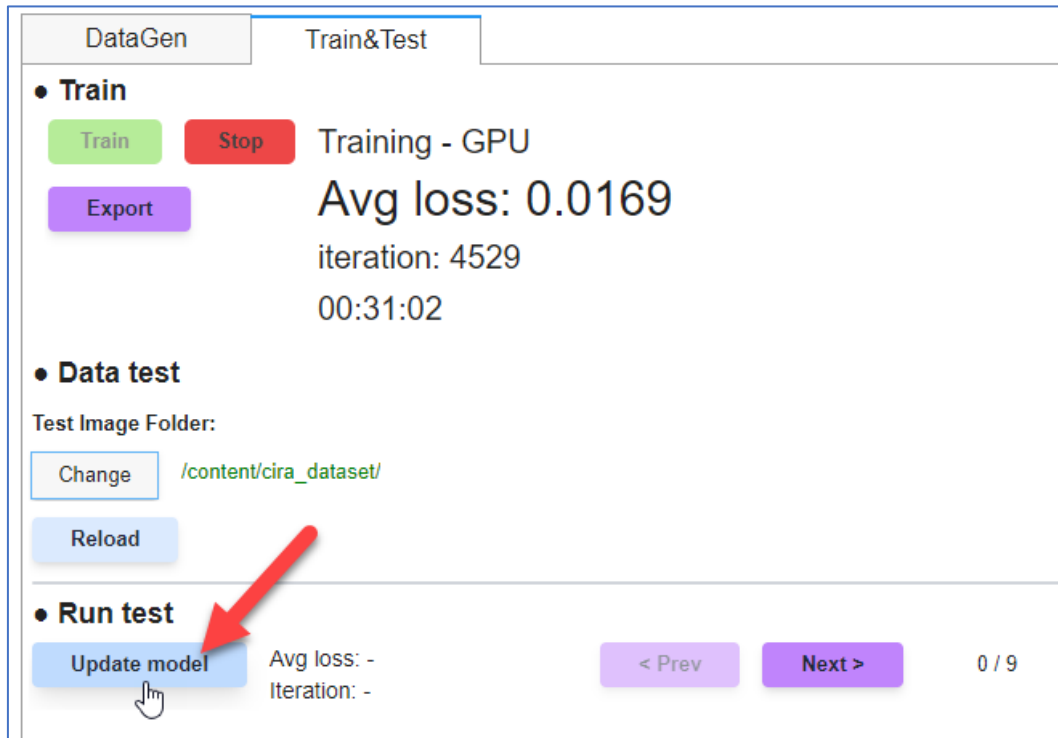 DataGen Train&Test
● Train
Train Stop Training - GPU
Export Avg loss: 0.0169
iteration: 4529
00:31:02
● Data test
Test Image Folder:
Change /content/cira_dataset/
Reload
● Run test
Update model Avg loss: - < Prev Next > 0 / 9
Iteration: -